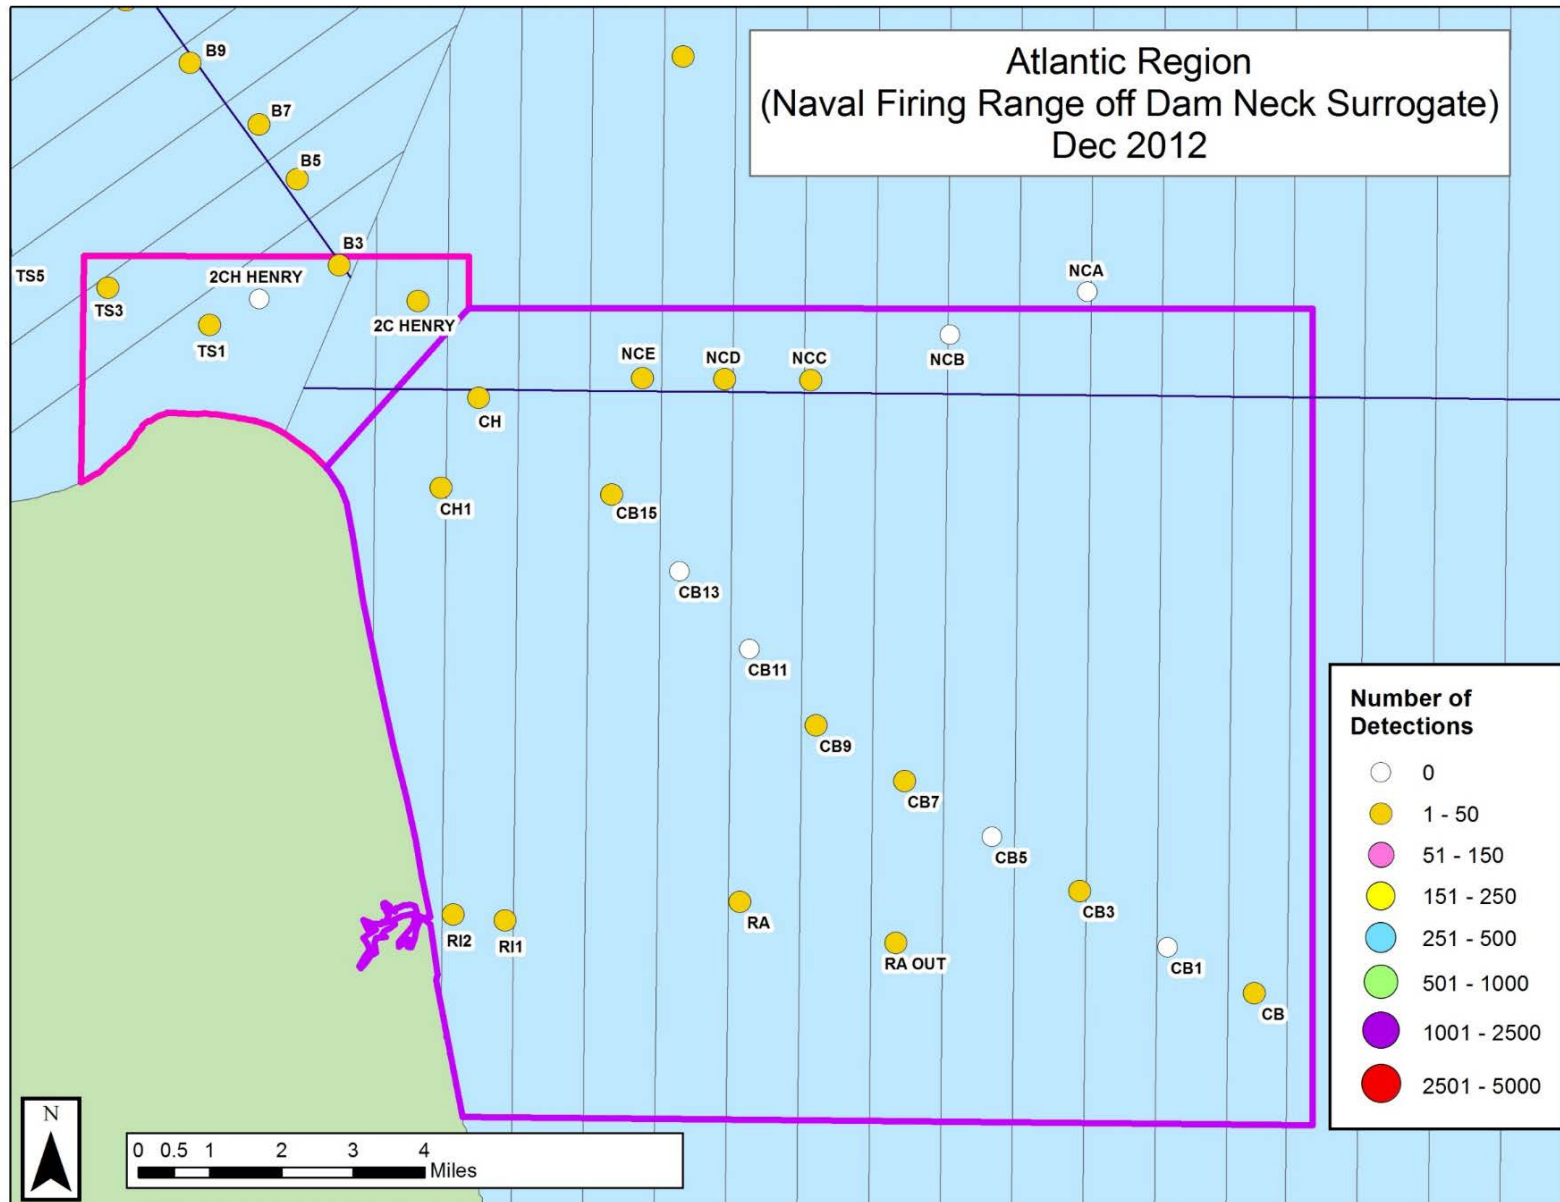 Atlantic Region
(Naval Firing Range off Dam Neck Surrogate)
Dec 2012
B9
B7
B5
B3
TS5
2CH HENRY
NCA
TS3
2C HENRY
TS1
NCB
NCE
NCD
NCC
CH
CH1
CB15
CB13
CB11
CB9
CB7
CB5
CB3
RA
RI2
RI1
RA OUT
CB1
CB
Number of
Detections
0
1 - 50
51 - 150
151 - 250
251 - 500
501 - 1000
1001 - 2500
2501 - 5000
N
0 0.5 1 2 3 4
Miles